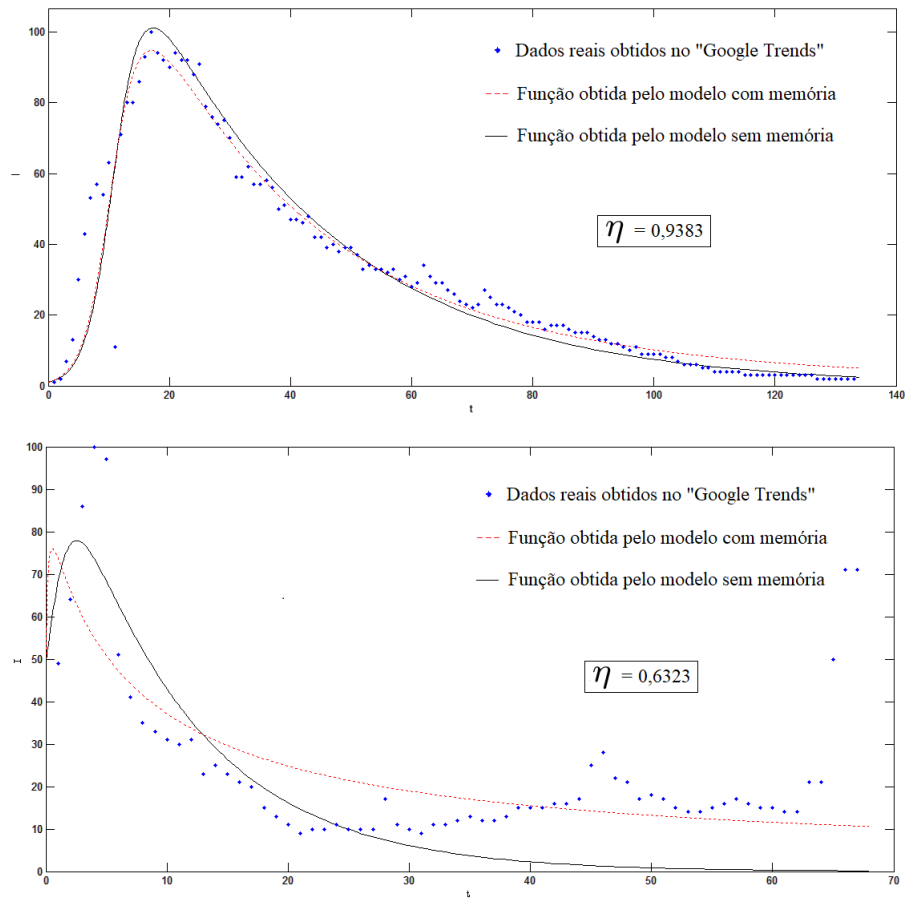 100
80
60
40
20
0
I
Dados reais obtidos no "Google Trends"
Função obtida pelo modelo com memória
Função obtida pelo modelo sem memória
η = 0,9383
0 20 40 60 80 100 120 140
t
100
90
80
70
60
50
40
30
20
10
0
I
Dados reais obtidos no "Google Trends"
Função obtida pelo modelo com memória
Função obtida pelo modelo sem memória
η = 0,6323
0 10 20 30 40 50 60 70
t